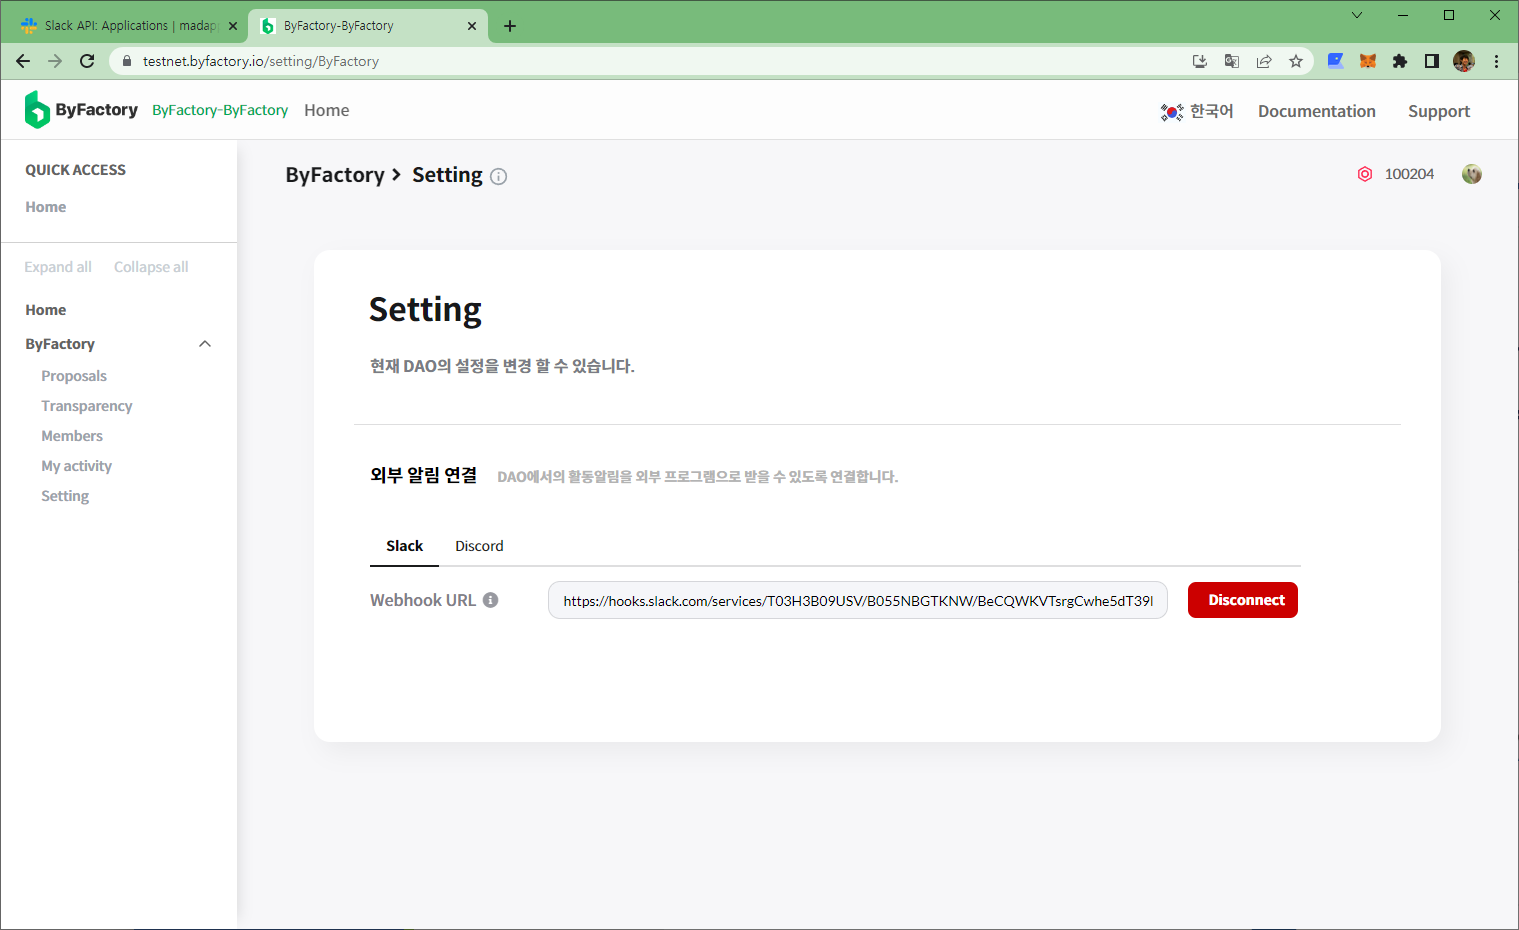 Slack API: Applications | madap
ByFactory-ByFactory
testnet.byfactory.io/setting/ByFactory
ByFactory
ByFactory-ByFactory
Home
한국어
Documentation
Support
QUICK ACCESS
Home
Expand all
Collapse all
Home
ByFactory
Proposals
Transparency
Members
My activity
Setting
ByFactory > Setting
100204
Setting
현재 DAO의 설정을 변경 할 수 있습니다.
외부 알림 연결
DAO에서의 활동알림을 외부 프로그램으로 받을 수 있도록 연결합니다.
Slack
Discord
Webhook URL
https://hooks.slack.com/services/T03H3B09USV/B055NBGTKNW/BeCQWKVTsrgCwhe5dT39
Disconnect